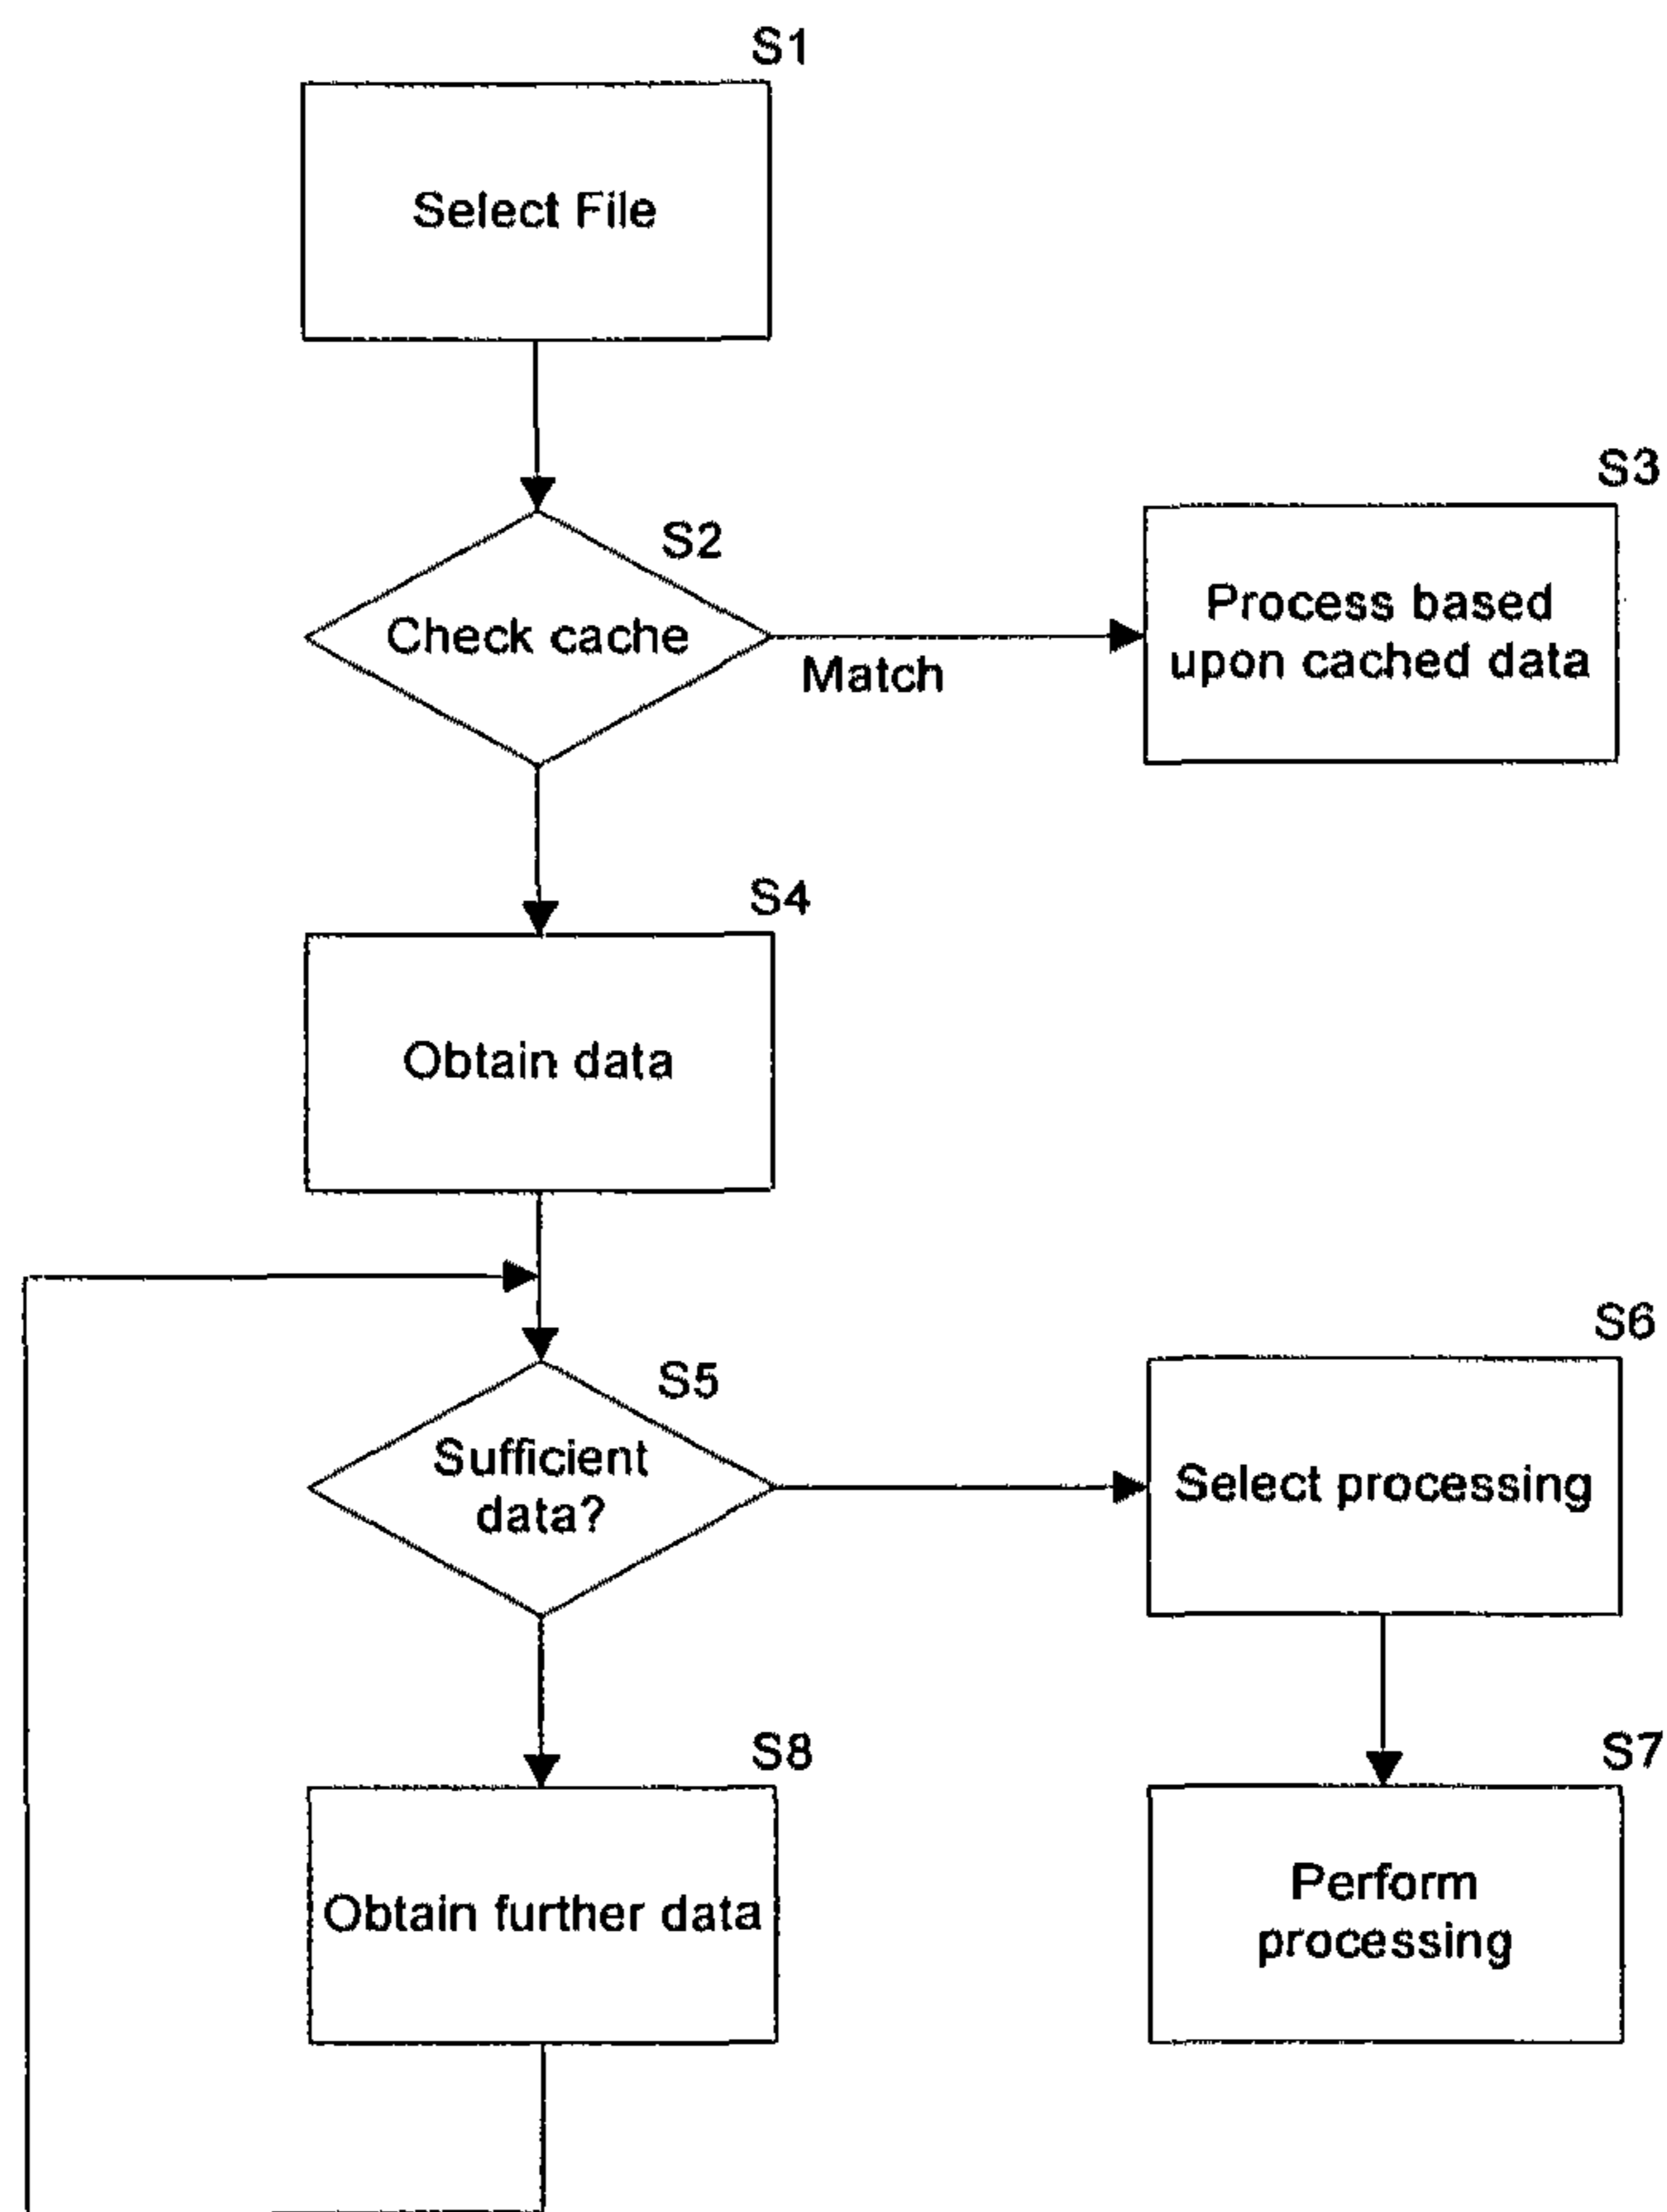 S1
Select File
S2
Check cache
Match
S3
Process based
upon cached data
S4
Obtain data
S5
Sufficient
data?
S6
Select processing
S8
Obtain further data
S7
Perform
processing